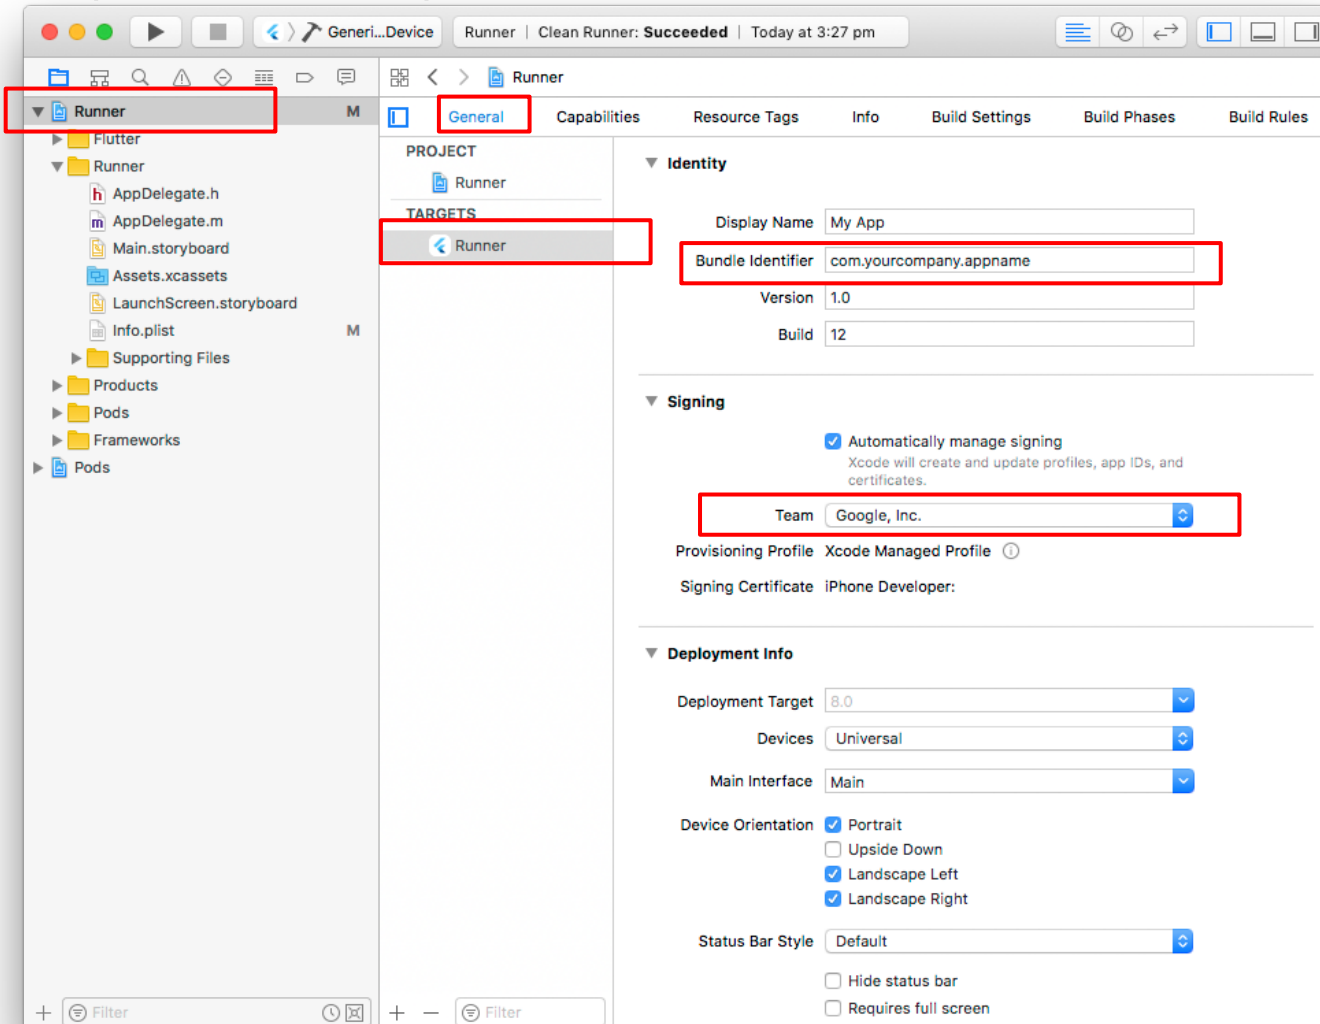 Generi...Device
Runner | Clean Runner: Succeeded | Today at 3:27 pm
Runner
Runner M
Flutter
Runner
h AppDelegate.h
m AppDelegate.m
Main.storyboard
Assets.xcassets
LaunchScreen.storyboard
Info.plist M
Supporting Files
Products
Pods
Frameworks
Pods
Filter
General Capabilities Resource Tags Info Build Settings Build Phases Build Rules
PROJECT
Runner
TARGETS
Runner
Filter
Identity
Display Name My App
Bundle Identifier com.yourcompany.appname
Version 1.0
Build 12
Signing
Automatically manage signing
Xcode will create and update profiles, app IDs, and
certificates.
Team Google, Inc.
Provisioning Profile Xcode Managed Profile
Signing Certificate iPhone Developer:
Deployment Info
Deployment Target 8.0
Devices Universal
Main Interface Main
Device Orientation Portrait
Upside Down
Landscape Left
Landscape Right
Status Bar Style Default
Hide status bar
Requires full screen